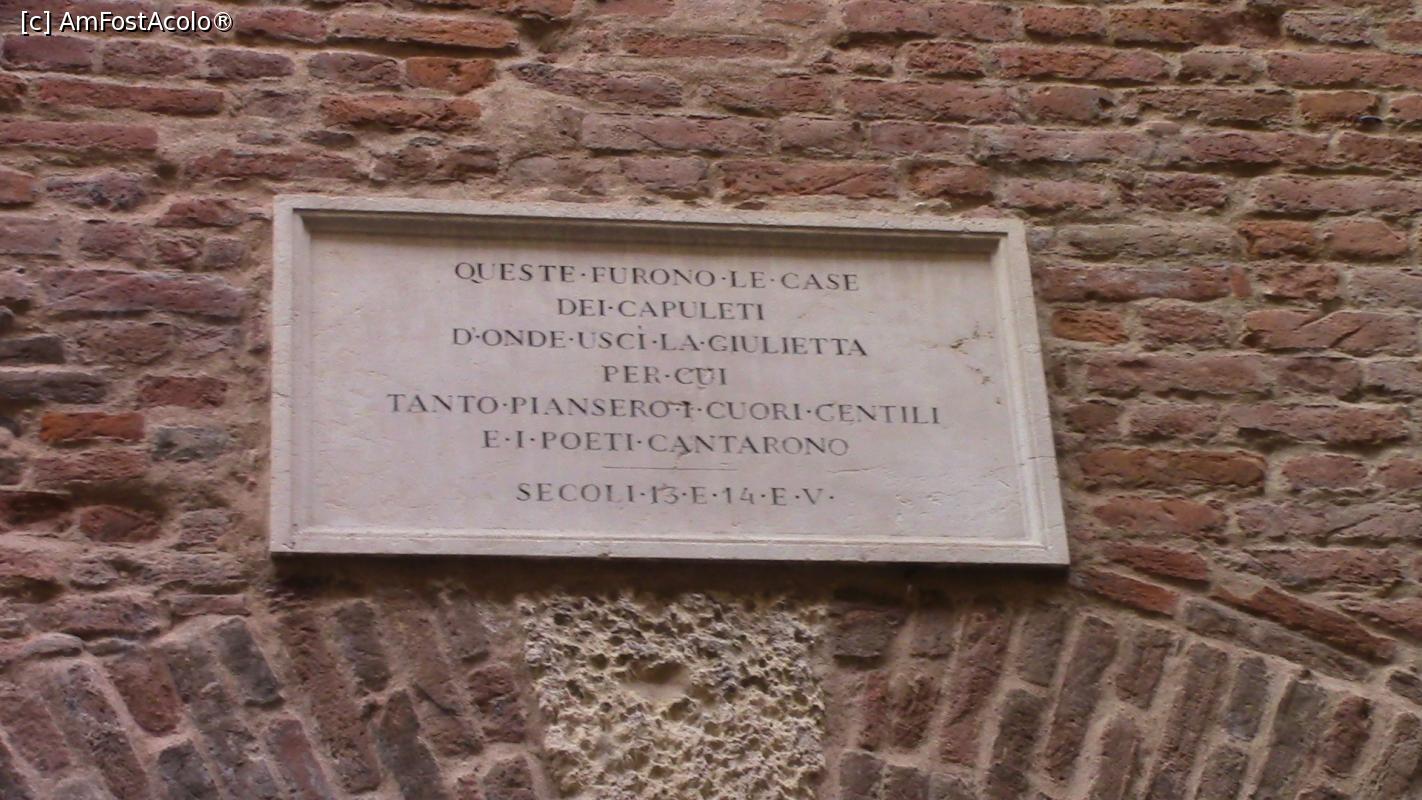 [c] AmFostAcolo®
QUESTE·FURONO·LE·CASE
DEI·CAPULETI
D'·ONDE·USCÌ·LA·GIULIETTA
PER·CUI
TANTO·PIANSERO·I·CUORI·GENTILI
E·I·POETI·CANTARONO
SECOLI·13·E·14·E·V·